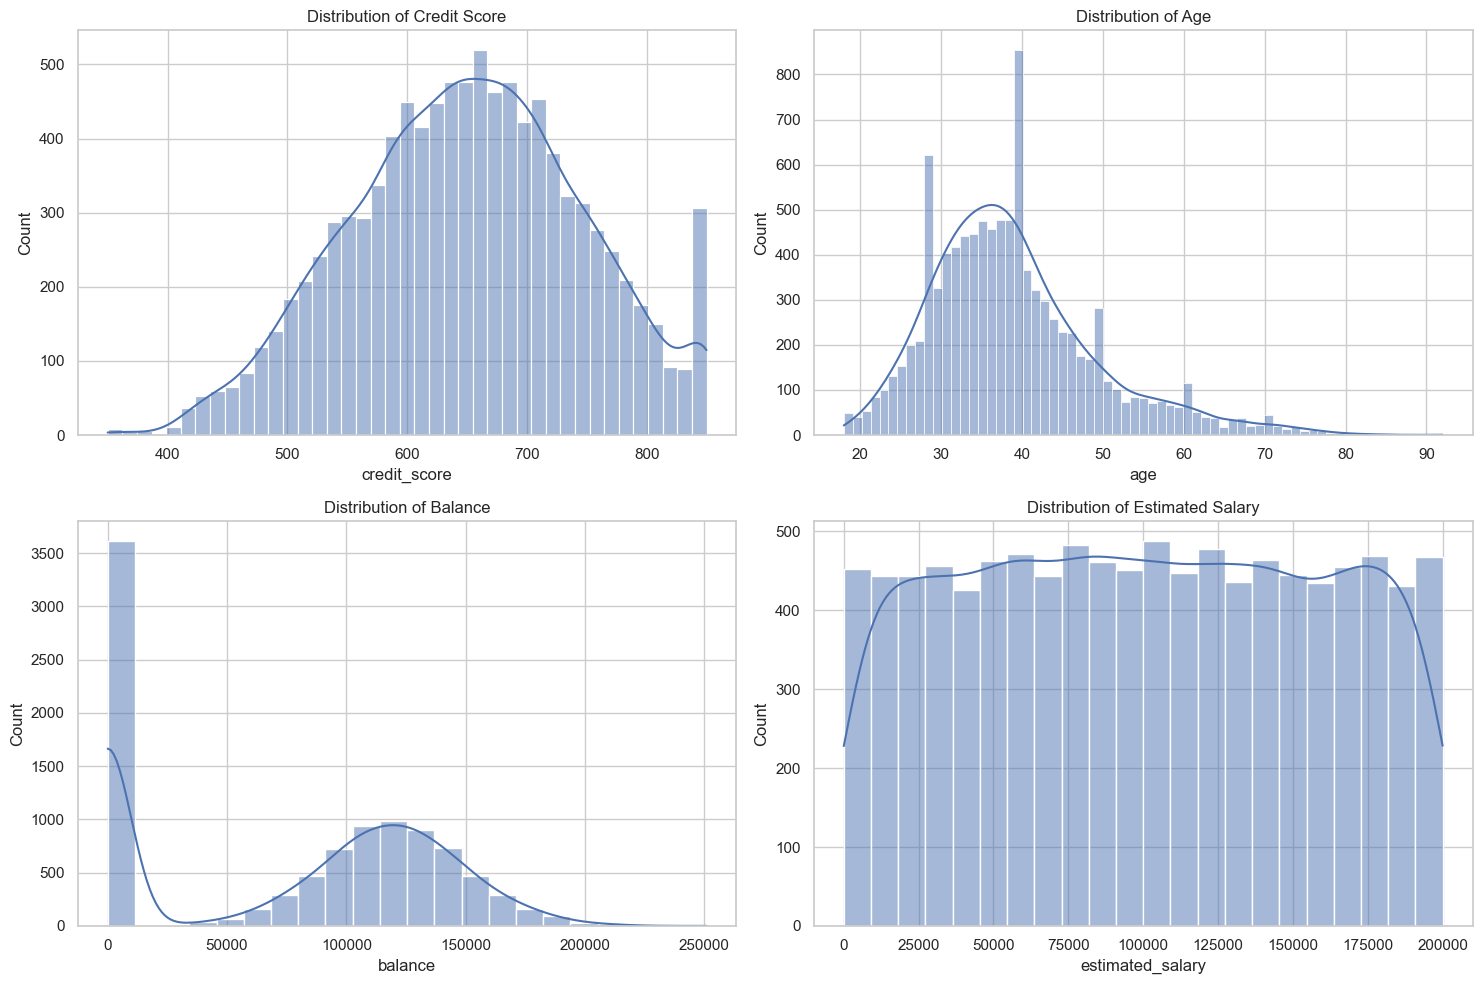 Distribution of Credit Score
500
400
300
200
100
0
Count
400 500 600 700 800
credit_score
Distribution of Age
800
700
600
500
400
300
200
100
0
Count
20 30 40 50 60 70 80 90
age
Distribution of Balance
3500
3000
2500
2000
1500
1000
500
0
Count
0 50000 100000 150000 200000 250000
balance
Distribution of Estimated Salary
500
400
300
200
100
0
Count
0 25000 50000 75000 100000 125000 150000 175000 200000
estimated_salary